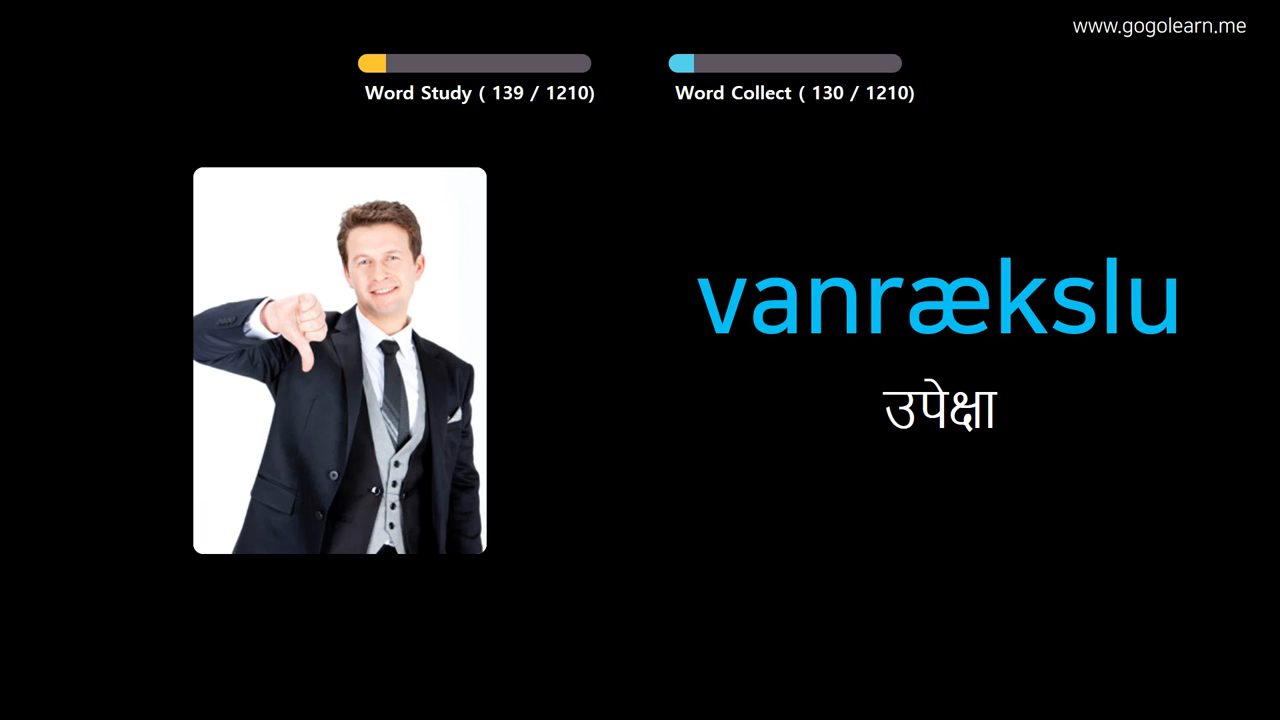 www.gogolearn.me
Word Study ( 139 / 1210)
Word Collect ( 130 / 1210)
vanrækslu
उपेक्षा